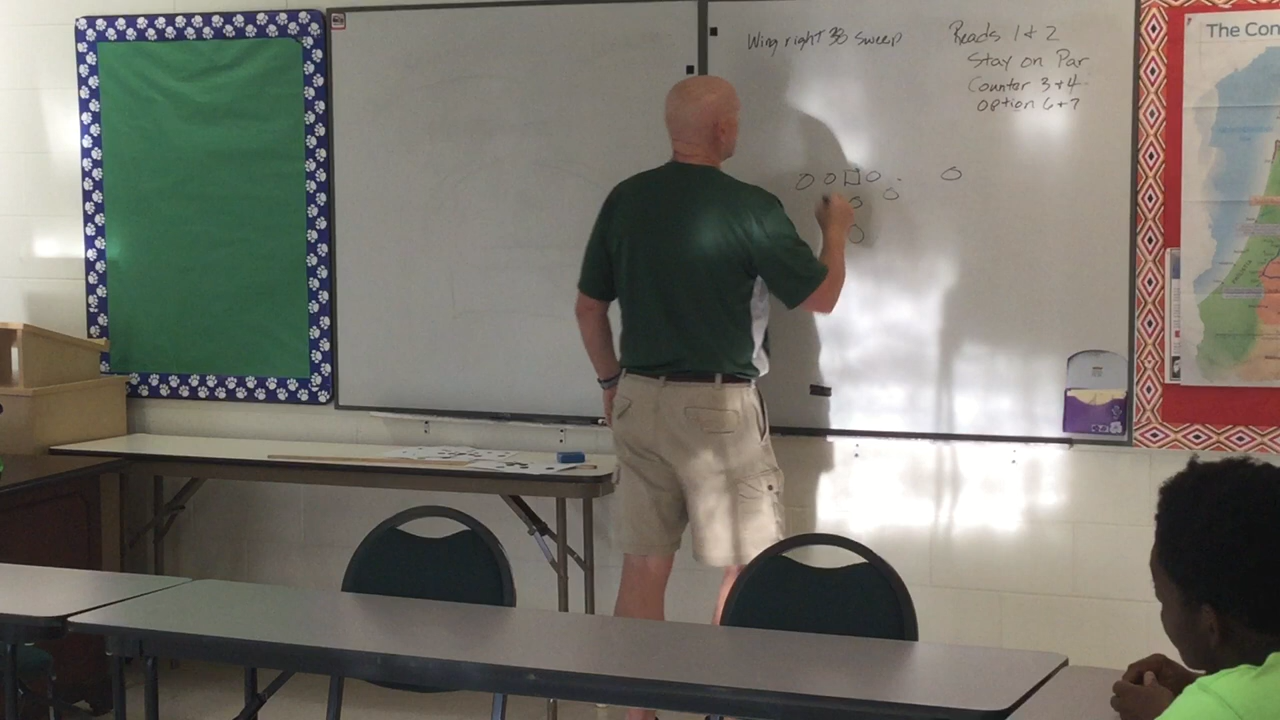 Wing right 38 Sweep
Reads 1 & 2
Stay on Par
Counter 3+4
Option 6+7
The Con